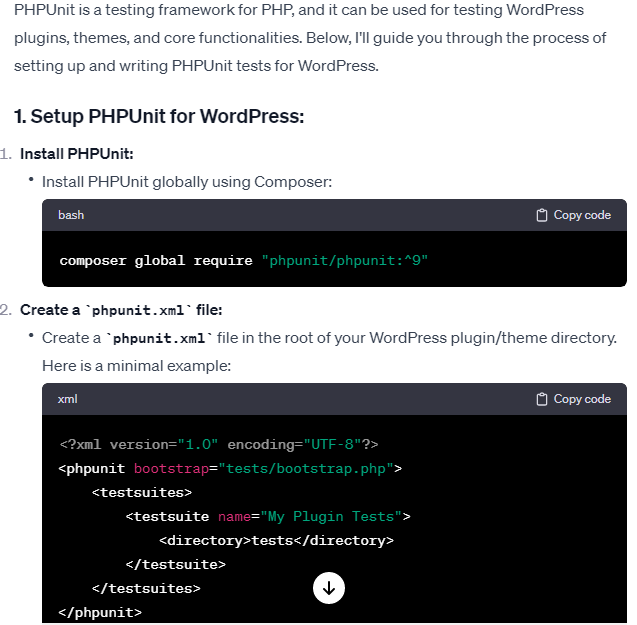 PHPUnit is a testing framework for PHP, and it can be used for testing WordPress
plugins, themes, and core functionalities. Below, I'll guide you through the process of
setting up and writing PHPUnit tests for WordPress.
1. Setup PHPUnit for WordPress:
1. Install PHPUnit:
• Install PHPUnit globally using Composer:
bash Copy code
composer global require "phpunit/phpunit:^9"
2. Create a `phpunit.xml` file:
• Create a `phpunit.xml` file in the root of your WordPress plugin/theme directory.
Here is a minimal example:
xml Copy code
<?xml version="1.0" encoding="UTF-8"?>
<phpunit bootstrap="tests/bootstrap.php">
    <testsuites>
        <testsuite name="My Plugin Tests">
            <directory>tests</directory>
        </testsuite>
    </testsuites>
</phpunit>